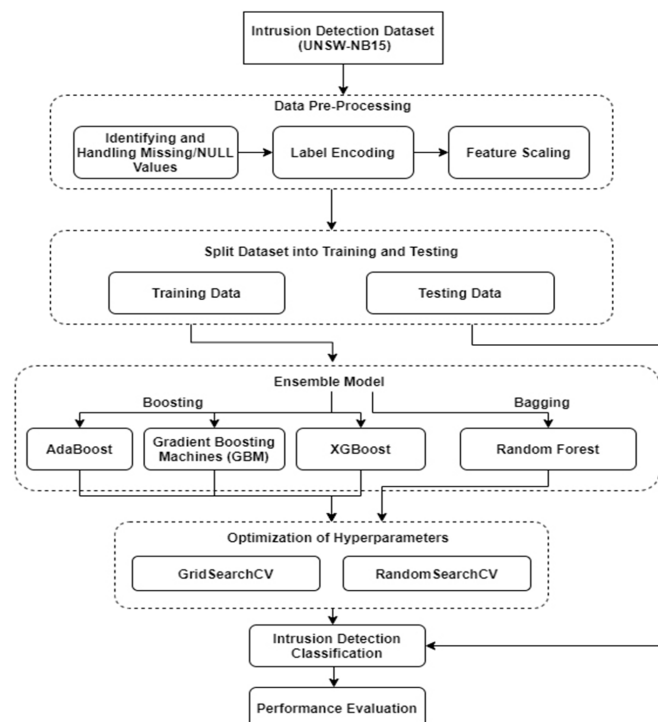 Intrusion Detection Dataset
(UNSW-NB15)
Data Pre-Processing
Identifying and
Handling Missing/NULL
Values
Label Encoding
Feature Scaling
Split Dataset into Training and Testing
Training Data
Testing Data
Ensemble Model
Boosting
Bagging
AdaBoost
Gradient Boosting
Machines (GBM)
XGBoost
Random Forest
Optimization of Hyperparameters
GridSearchCV
RandomSearchCV
Intrusion Detection
Classification
Performance Evaluation